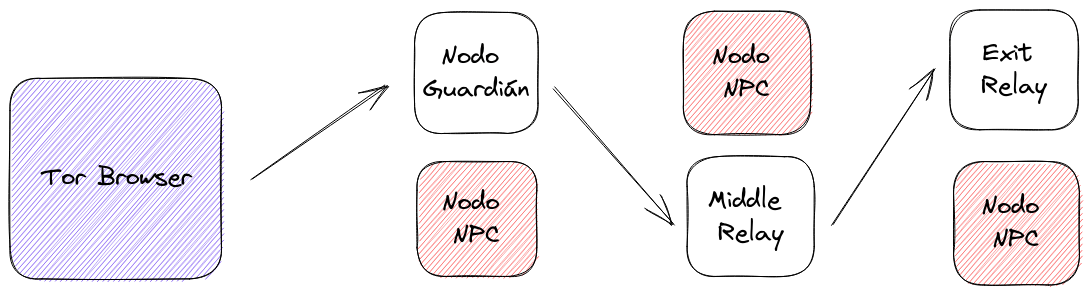 Tor Browser
Nodo
Guardián
Nodo
NPC
Nodo
NPC
Middle
Relay
Exit
Relay
Nodo
NPC